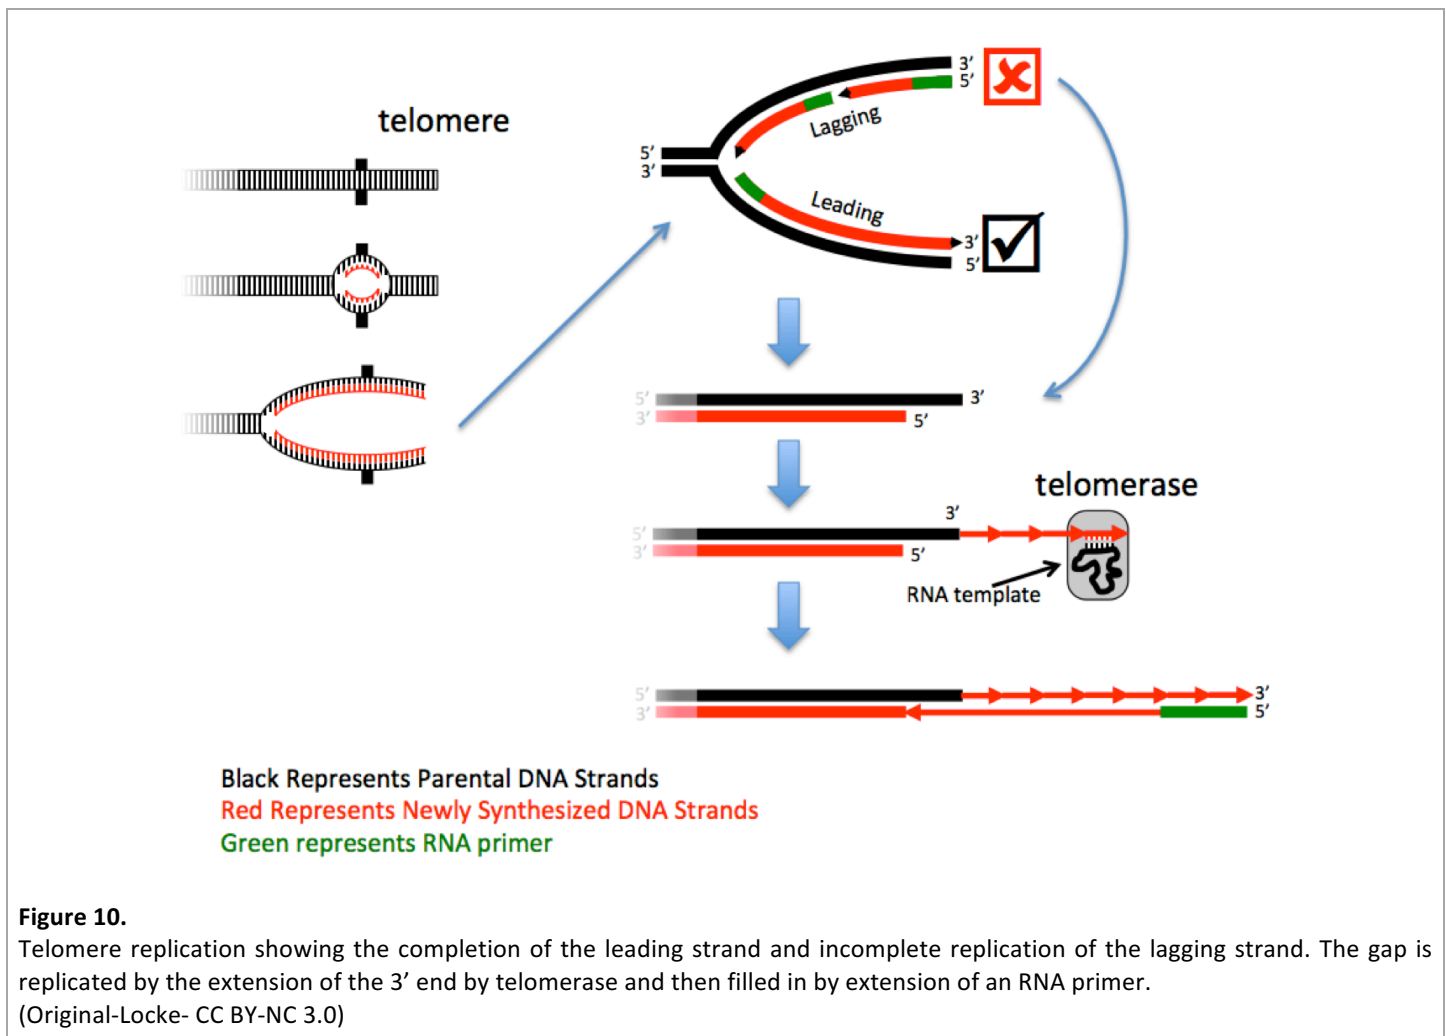 telomere
3’
5’
Lagging
5’
3’
Leading
3’
5’
5’
3’
3’
5’
telomerase
3’
5’
3’
5’
RNA template
5’
3’
3’
5’
Black Represents Parental DNA Strands
Red Represents Newly Synthesized DNA Strands
Green represents RNA primer
Figure 10.
Telomere replication showing the completion of the leading strand and incomplete replication of the lagging strand. The gap is
replicated by the extension of the 3’ end by telomerase and then filled in by extension of an RNA primer.
(Original-Locke- CC BY-NC 3.0)